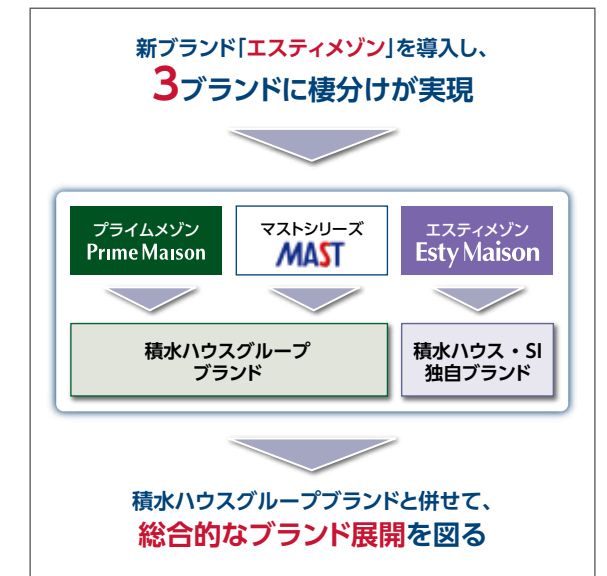 新ブランド「エスティメゾン」を導入し、
3ブランドに棲分けが実現
プライムメゾン
Prime Maison
マストシリーズ
MAST
エスティメゾン
Esty Maison
積水ハウスグループ
ブランド
積水ハウス・SI
独自ブランド
積水ハウスグループブランドと併せて、
総合的なブランド展開を図る